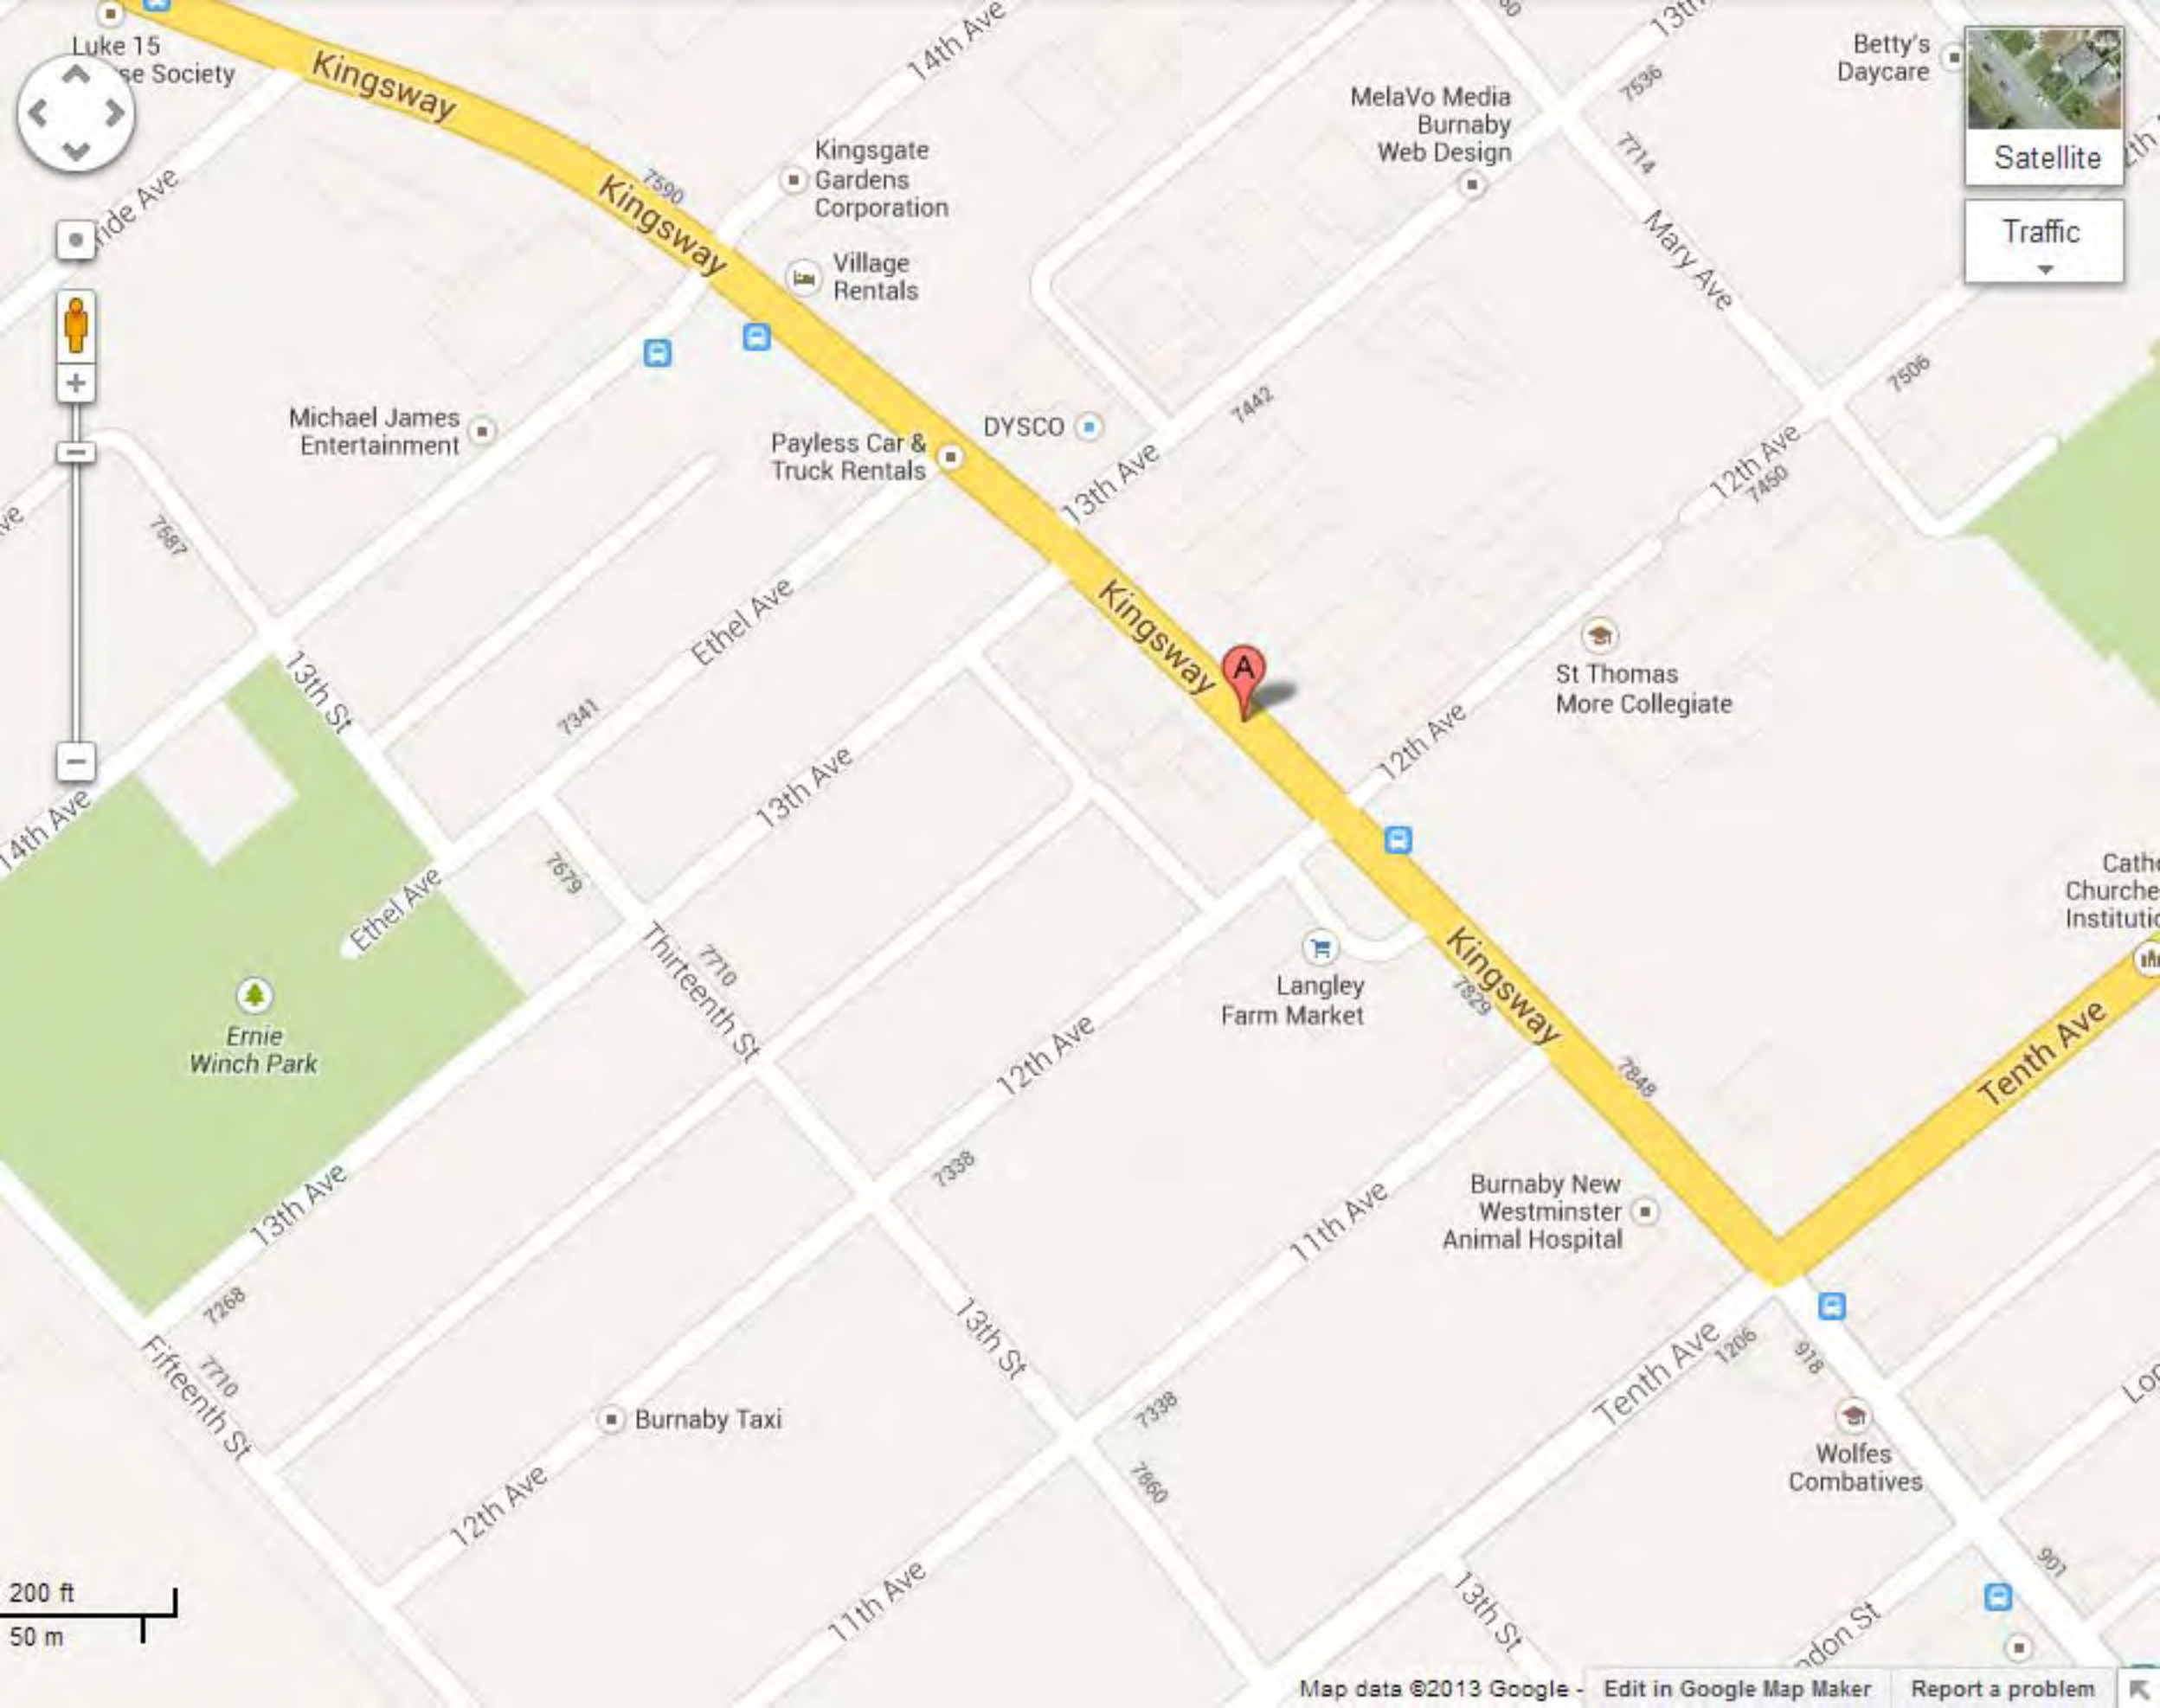 Luke 15
se Society
Kingsway
14th Ave
13th
Betty's
Daycare
MelaVo Media
Burnaby
Web Design
7536
7714
Satellite
Traffic
Kingsgate
Gardens
Corporation
7590
Kingsway
ride Ave
Village
Rentals
Mary Ave
7506
7442
Michael James
Entertainment
DYSCO
Payless Car &
Truck Rentals
13th Ave
12th Ave
7450
7687
Ethel Ave
Kingsway
A
St Thomas
More Collegiate
13th St
7341
12th Ave
13th Ave
14th Ave
7679
Ethel Ave
Thirteenth St
7710
Langley
Farm Market
Kingsway
7829
Cath
Churche
Instituti
Tenth Ave
Ernie
Winch Park
12th Ave
7848
7338
13th Ave
11th Ave
Burnaby New
Westminster
Animal Hospital
7268
7710
Fifteenth St
13th St
Tenth Ave
1206
918
Lo
Burnaby Taxi
7338
7860
Wolfes
Combatives
12th Ave
11th Ave
13th St
901
ndon St
200 ft
50 m
Map data ©2013 Google -
Edit in Google Map Maker
Report a problem